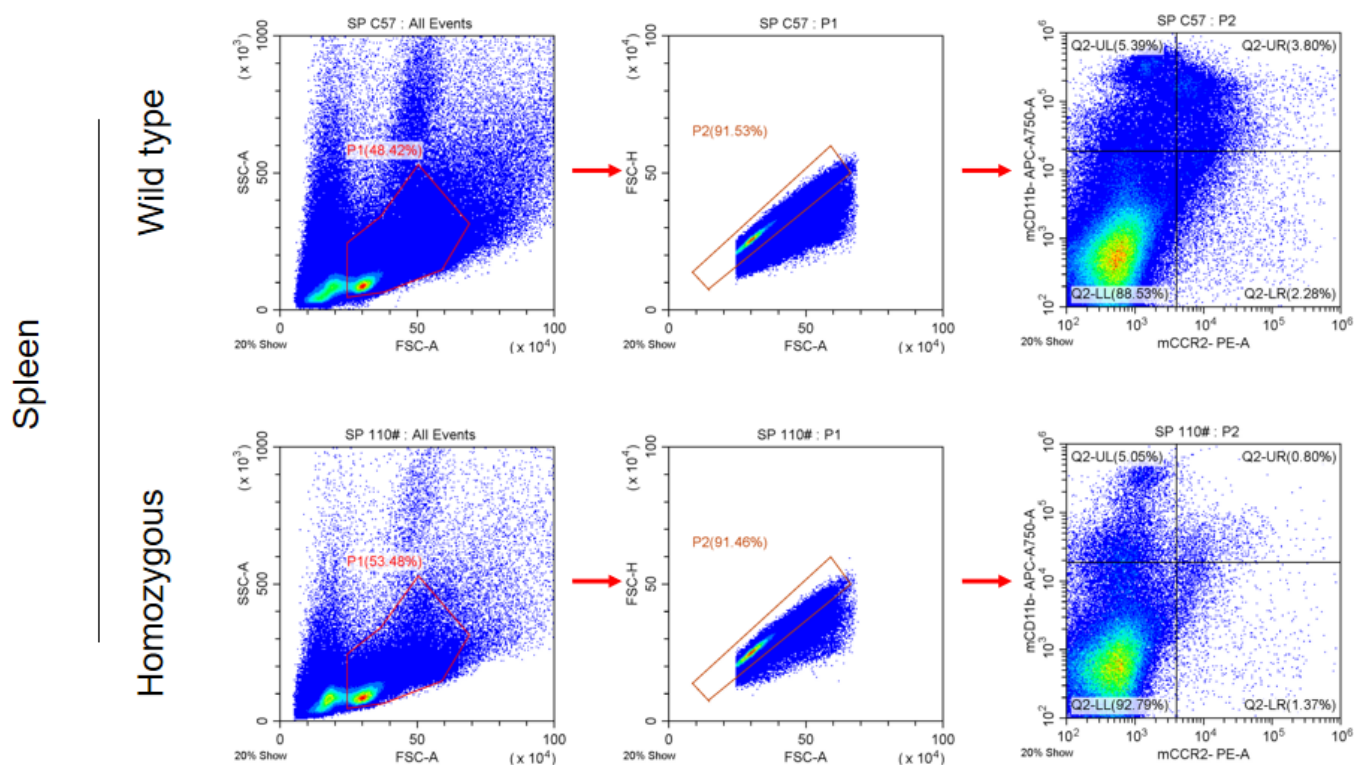 Spleen
Wild type
SP C57 : All Events
1000
500
0
(x 10³)
SSC-A
P1(48.42%)
0
50
100
20% Show
FSC-A
(x 10⁴)
SP C57 : P1
100
50
0
(x 10⁴)
FSC-H
P2(91.53%)
0
50
100
20% Show
FSC-A
(x 10⁴)
SP C57 : P2
10⁶
10⁵
10⁴
10³
10²
mCD11b- APC-A750-A
Q2-UL(5.39%)
Q2-UR(3.80%)
Q2-LL(88.53%)
Q2-LR(2.28%)
10²
10³
10⁴
10⁵
10⁶
20% Show
mCCR2- PE-A
Homozygous
SP 110# : All Events
1000
500
0
(x 10³)
SSC-A
P1(53.48%)
0
50
100
20% Show
FSC-A
(x 10⁴)
SP 110# : P1
100
50
0
(x 10⁴)
FSC-H
P2(91.46%)
0
50
100
20% Show
FSC-A
(x 10⁴)
SP 110# : P2
10⁶
10⁵
10⁴
10³
10²
mCD11b- APC-A750-A
Q2-UL(5.05%)
Q2-UR(0.80%)
Q2-LL(92.79%)
Q2-LR(1.37%)
10²
10³
10⁴
10⁵
10⁶
20% Show
mCCR2- PE-A